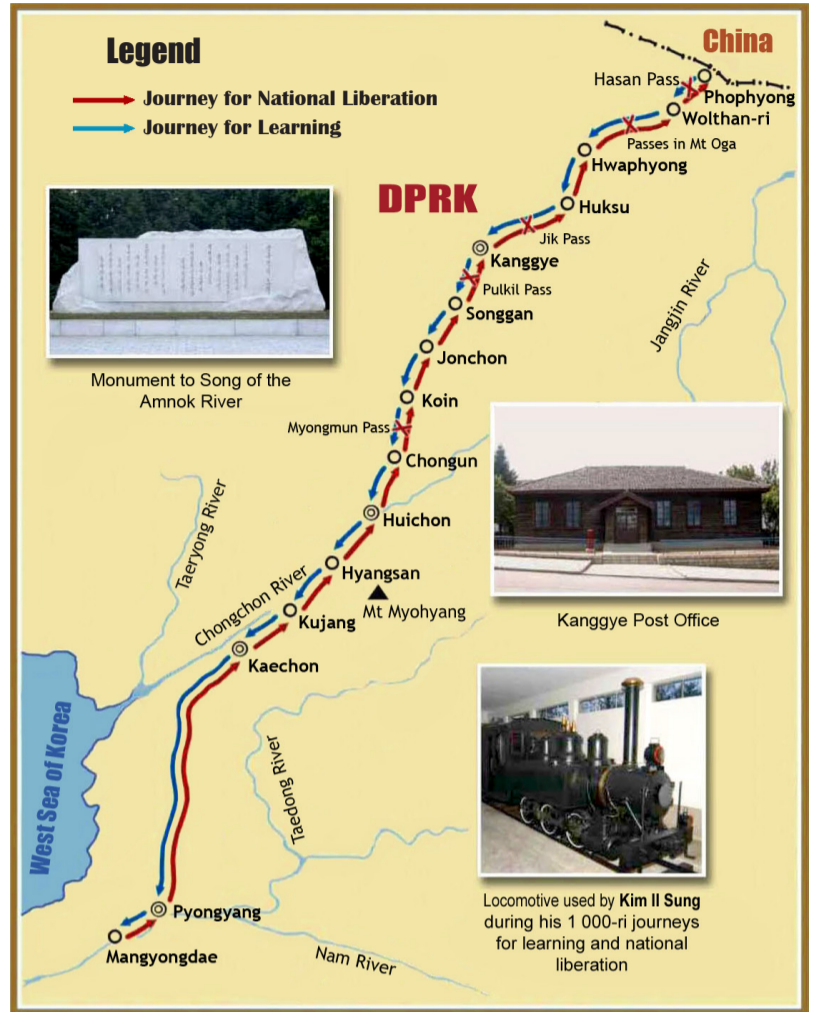 Legend
Journey for National Liberation
Journey for Learning
China
Hasan Pass
Phophyong
Wolthan-ri
Passes in Mt Oga
Hwaphyong
DPRK
Huksu
Jik Pass
Kanggye
Pulkil Pass
Songgan
Jangjin River
Jonchon
Monument to Song of the
Amnok River
Koin
Myongmun Pass
Chongun
Huichon
Taeryong River
Hyangsan
Chongchon River
Mt Myohyang
Kujang
Kanggye Post Office
Kaechon
West Sea of Korea
Taedong River
Pyongyang
Mangyongdae
Nam River
Locomotive used by Kim Il Sung
during his 1 000-ri journeys
for learning and national
liberation